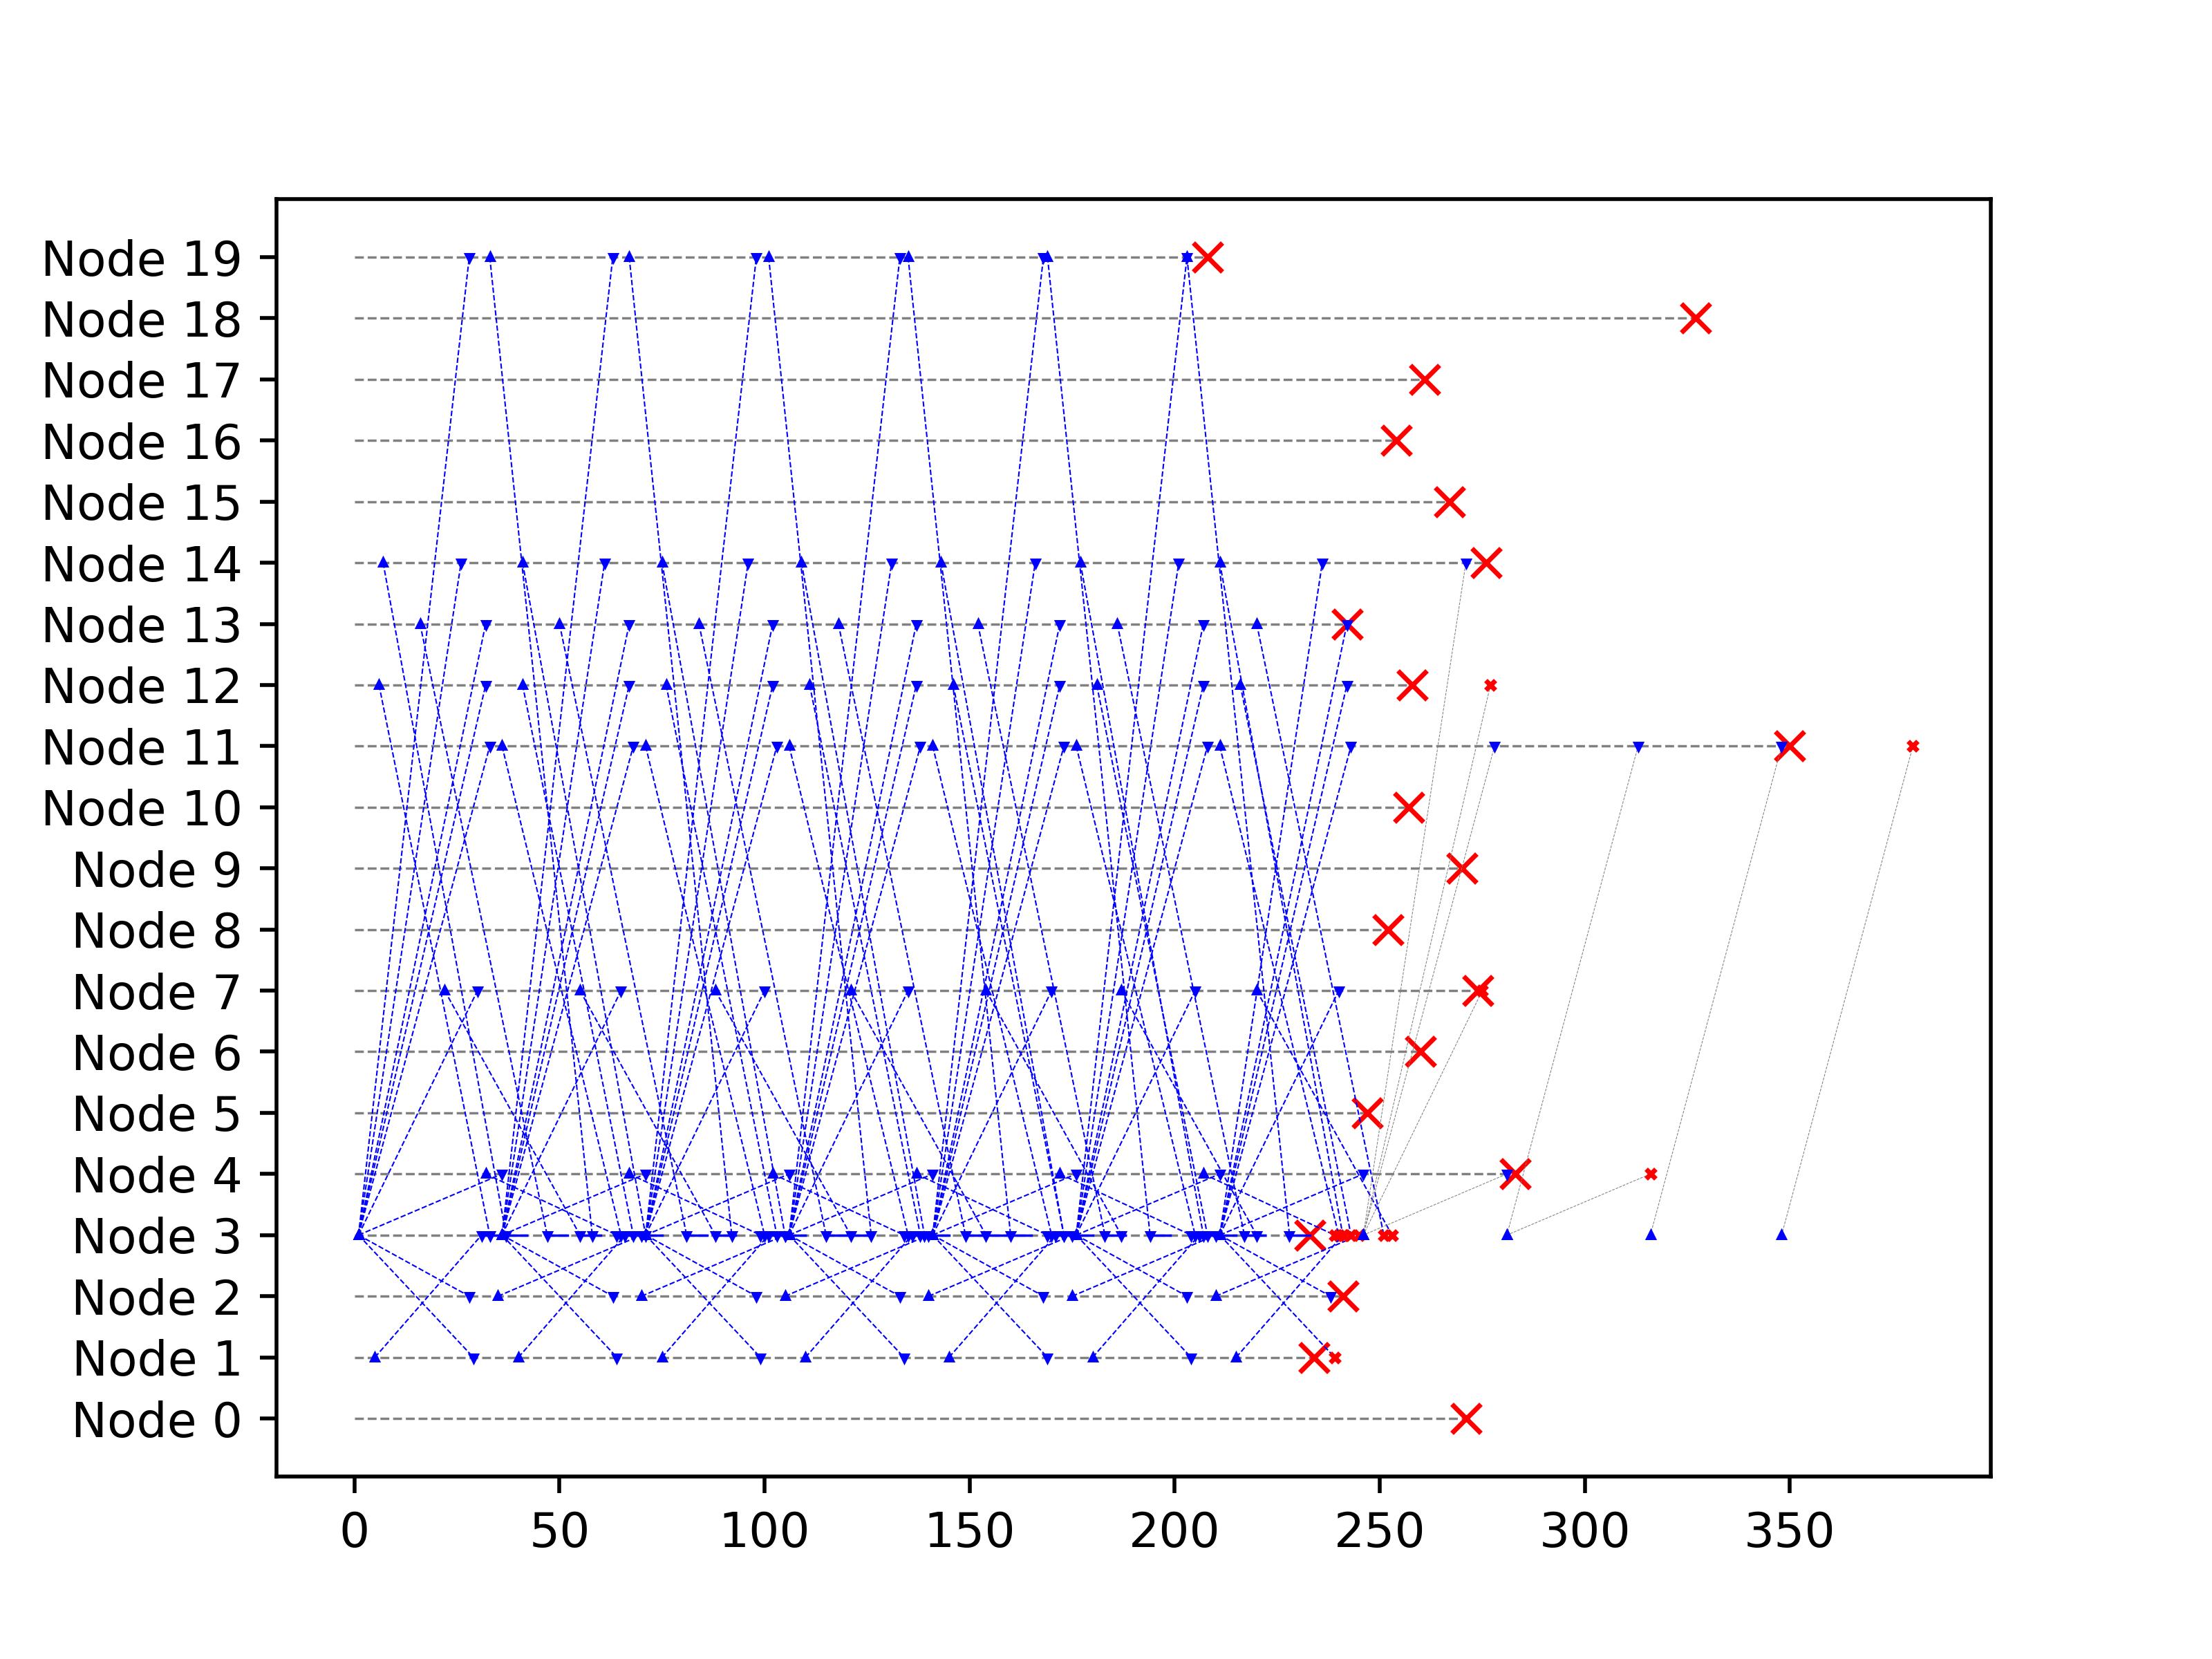 Node 19
Node 18
Node 17
Node 16
Node 15
Node 14
Node 13
Node 12
Node 11
Node 10
Node 9
Node 8
Node 7
Node 6
Node 5
Node 4
Node 3
Node 2
Node 1
Node 0
0 50 100 150 200 250 300 350